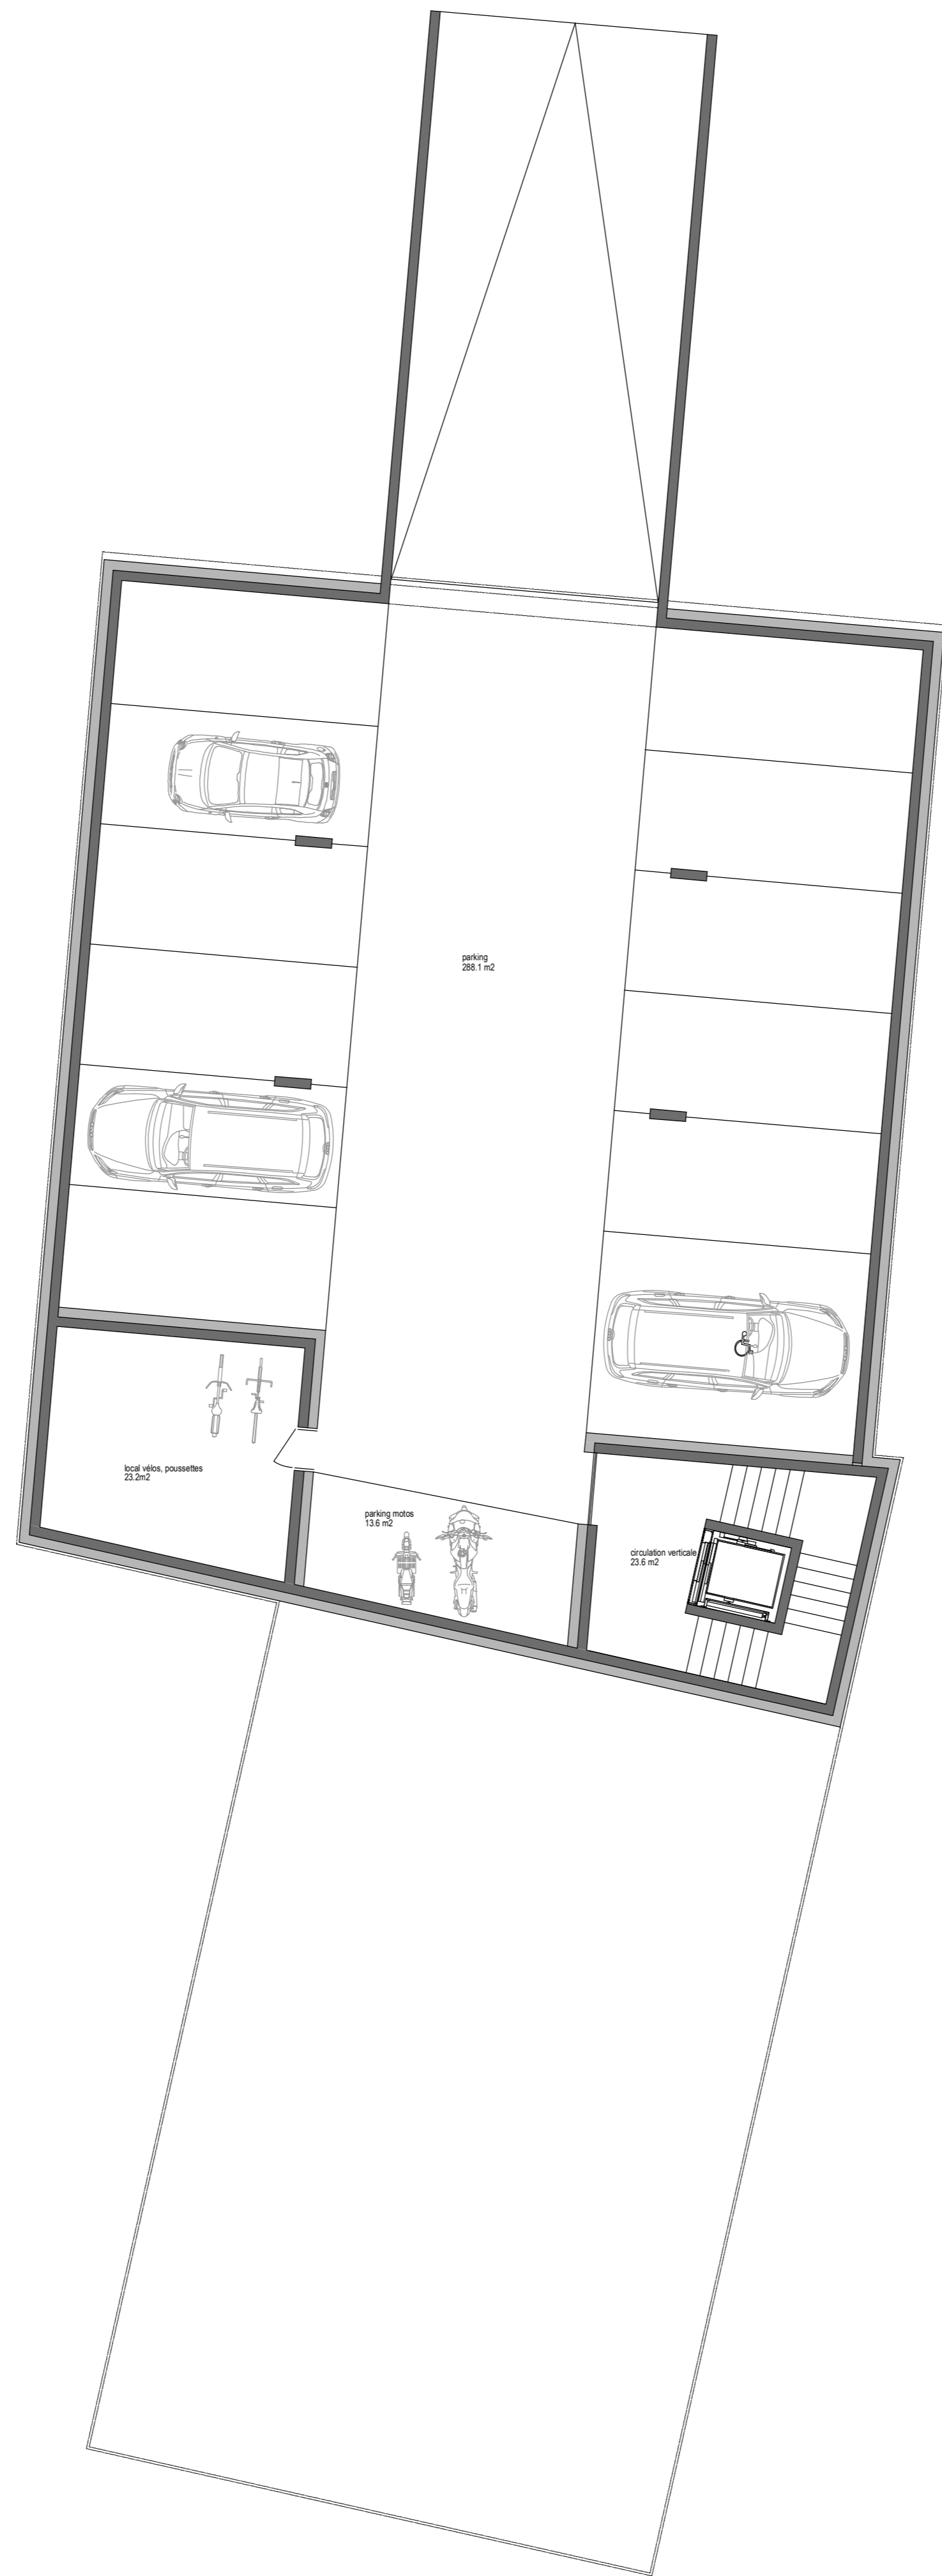 parking
288.1 m2
local vélos, poussettes
23.2m2
parking motos
13.6 m2
circulation verticale
23.6 m2